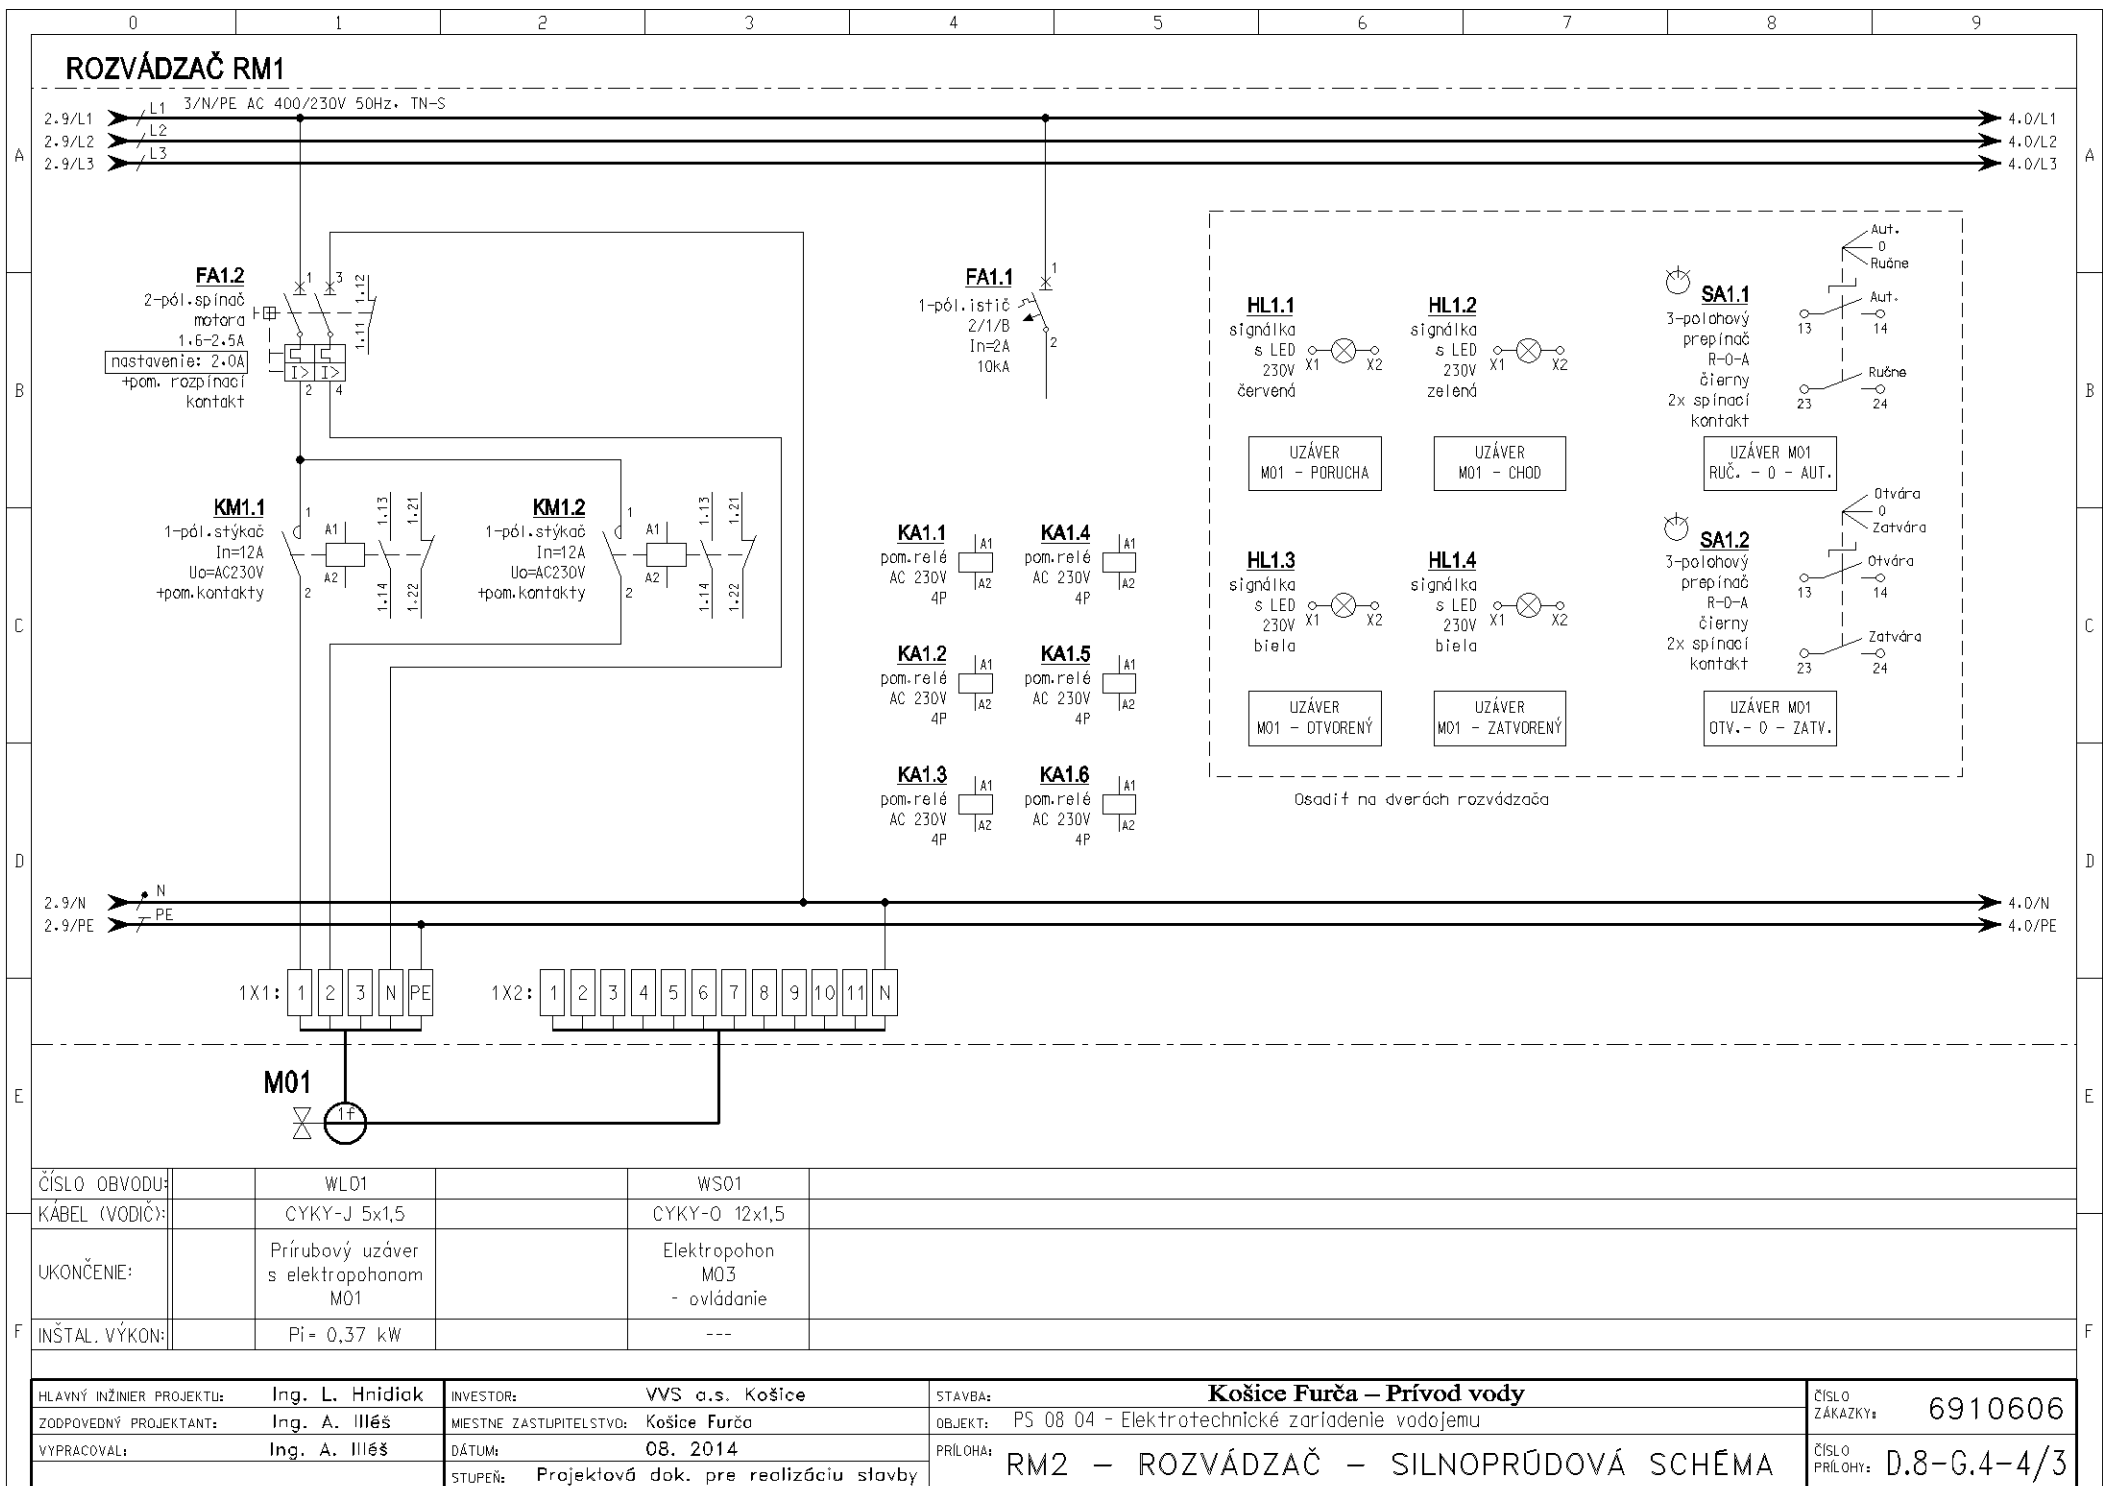 0 1 2 3 4 5 6 7 8 9
ROZVÁDZAČ RM1
3/N/PE AC 400/230V 50Hz. TN-S
2.9/L1 L1 4.0/L1
2.9/L2 L2 4.0/L2
2.9/L3 L3 4.0/L3
A A
FA1.2
2-pól.spínač
motora
1.6-2.5A
nastavenie: 2.0A
+pom. rozpínací
kontakt
1 3 1.12
1.11
I> I>
2 4
FA1.1
1-pól.istič
2/1/B
In=2A
10kA
1
2
HL1.1
signálka
s LED
230V
červená
X1 X2
UZÁVER
M01 - PORUCHA
HL1.2
signálka
s LED
230V
zelená
X1 X2
UZÁVER
M01 - CHOD
SA1.1
3-polohový
prepínač
R-0-A
čierny
2x spínací
kontakt
Aut.
0
Ručne
Aut.
13 14
Ručne
23 24
UZÁVER M01
RUČ. - 0 - AUT.
B B
KM1.1
1-pól.stýkač
In=12A
Uo=AC230V
+pom.kontakty
1 A1 1.13 1.21
2 A2 1.14 1.22
KM1.2
1-pól.stýkač
In=12A
Uo=AC230V
+pom.kontakty
1 A1 1.13 1.21
2 A2 1.14 1.22
KA1.1
pom.relé
AC 230V
4P
A1
A2
KA1.4
pom.relé
AC 230V
4P
A1
A2
KA1.2
pom.relé
AC 230V
4P
A1
A2
KA1.5
pom.relé
AC 230V
4P
A1
A2
KA1.3
pom.relé
AC 230V
4P
A1
A2
KA1.6
pom.relé
AC 230V
4P
A1
A2
HL1.3
signálka
s LED
230V
biela
X1 X2
UZÁVER
M01 - OTVORENÝ
HL1.4
signálka
s LED
230V
biela
X1 X2
UZÁVER
M01 - ZATVORENÝ
SA1.2
3-polohový
prepínač
R-0-A
čierny
2x spínací
kontakt
Otvára
0
Zatvára
Otvára
13 14
Zatvára
23 24
UZÁVER M01
OTV.- 0 - ZATV.
C C
Osadiť na dverách rozvádzača
D D
2.9/N N 4.0/N
2.9/PE PE 4.0/PE
1X1: 1 2 3 N PE
1X2: 1 2 3 4 5 6 7 8 9 10 11 N
M01
1f
E E
ČÍSLO OBVODU: WL01 WS01
KÁBEL (VODIČ): CYKY-J 5x1,5 CYKY-O 12x1,5
UKONČENIE:
Prírubový uzáver
s elektropohonom
M01
Elektropohon
M03
- ovládanie
F F
INŠTAL. VÝKON: Pi= 0,37 kW ---
HLAVNÝ INŽINIER PROJEKTU: Ing. L. Hnidiak
ZODPOVEDNÝ PROJEKTANT: Ing. A. Illéš
VYPRACOVAL: Ing. A. Illéš
INVESTOR: VVS a.s. Košice
MIESTNE ZASTUPITELSTVO: Košice Furča
DÁTUM: 08. 2014
STUPEŇ: Projektová dok. pre realizáciu stavby
STAVBA: Košice Furča – Prívod vody
OBJEKT: PS 08 04 - Elektrotechnické zariadenie vodojemu
PRÍLOHA: RM2 - ROZVÁDZAČ - SILNOPRÚDOVÁ SCHÉMA
ČÍSLO
ZÁKAZKY: 6910606
ČÍSLO
PRÍLOHY: D.8-G.4-4/3